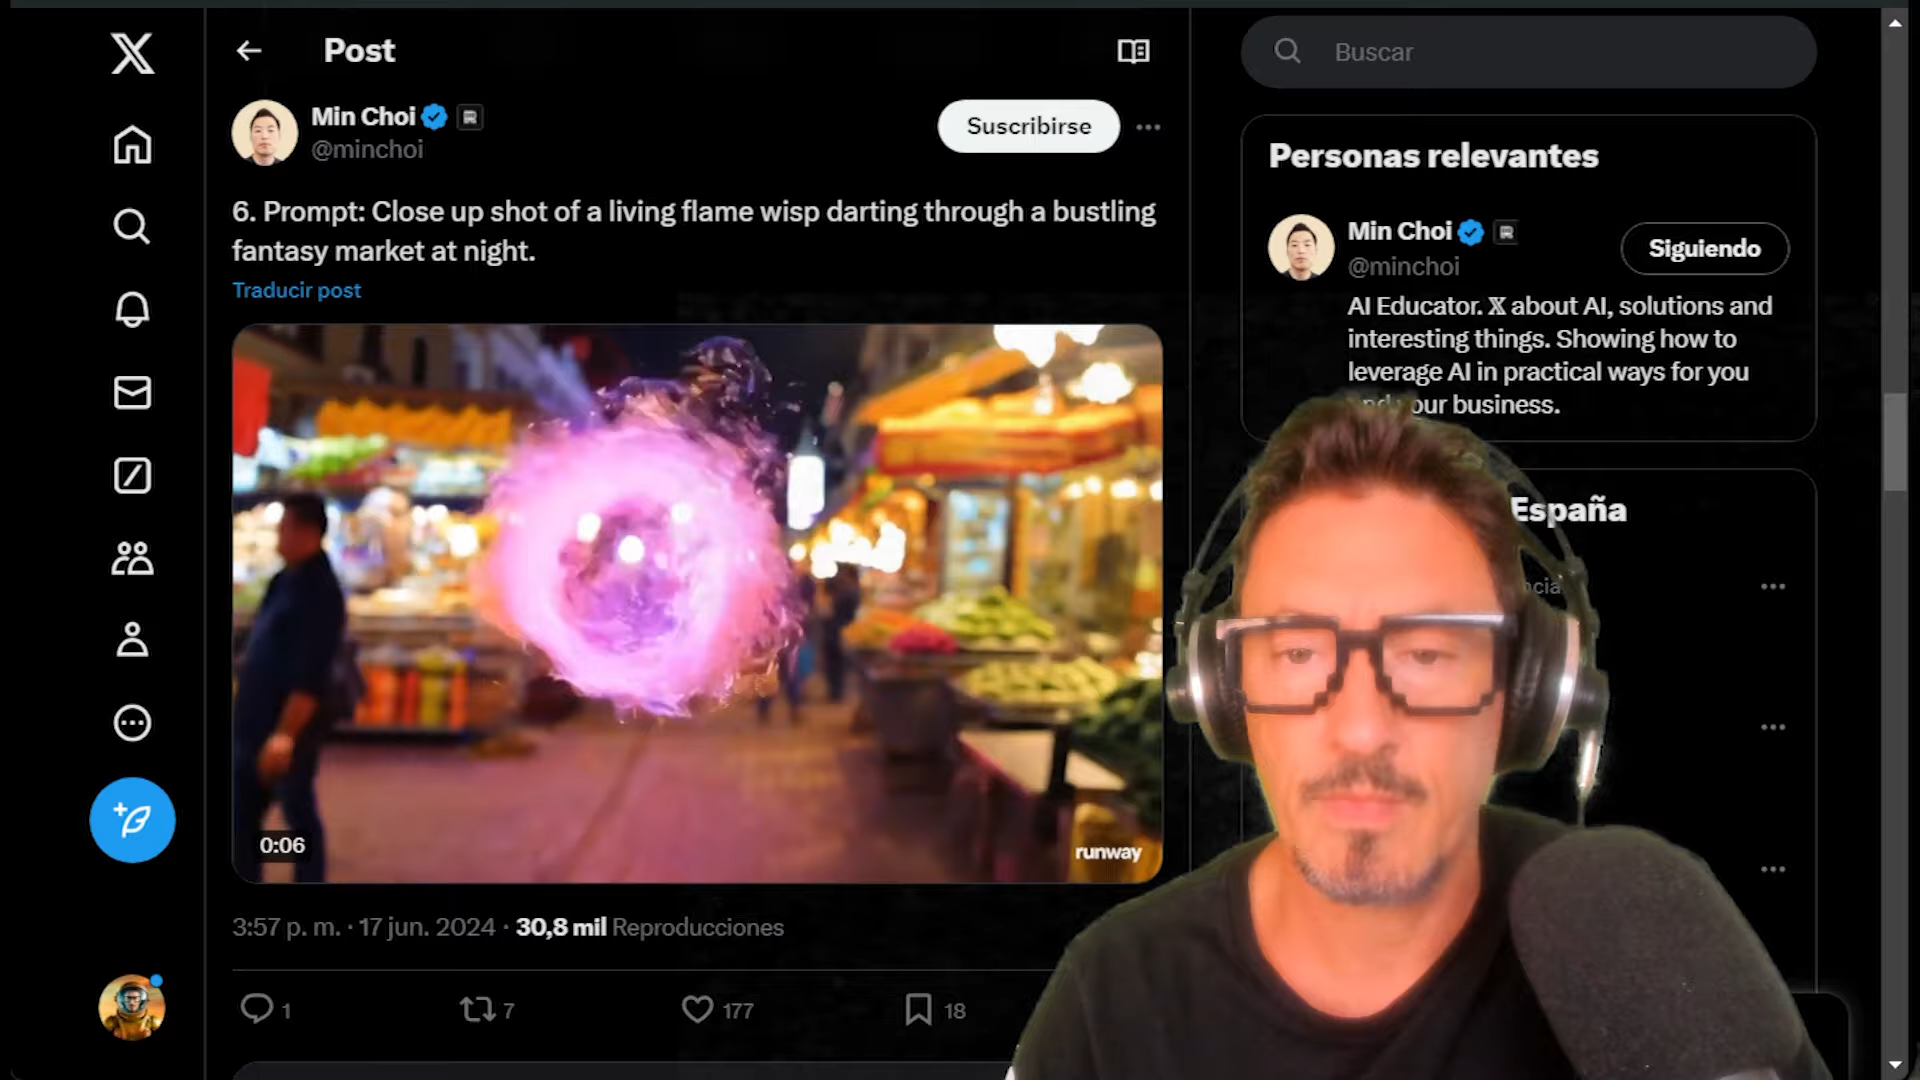 Post
Buscar
Min Choi
@minchoi
Suscribirse
6. Prompt: Close up shot of a living flame wisp darting through a bustling
fantasy market at night.
Traducir post
0:06
runway
3:57 p. m. · 17 jun. 2024 · 30,8 mil Reproducciones
1
7
177
18
Personas relevantes
Min Choi
@minchoi
Siguiendo
AI Educator. 𝕏 about AI, solutions and
interesting things. Showing how to
leverage AI in practical ways for you
our business.
España